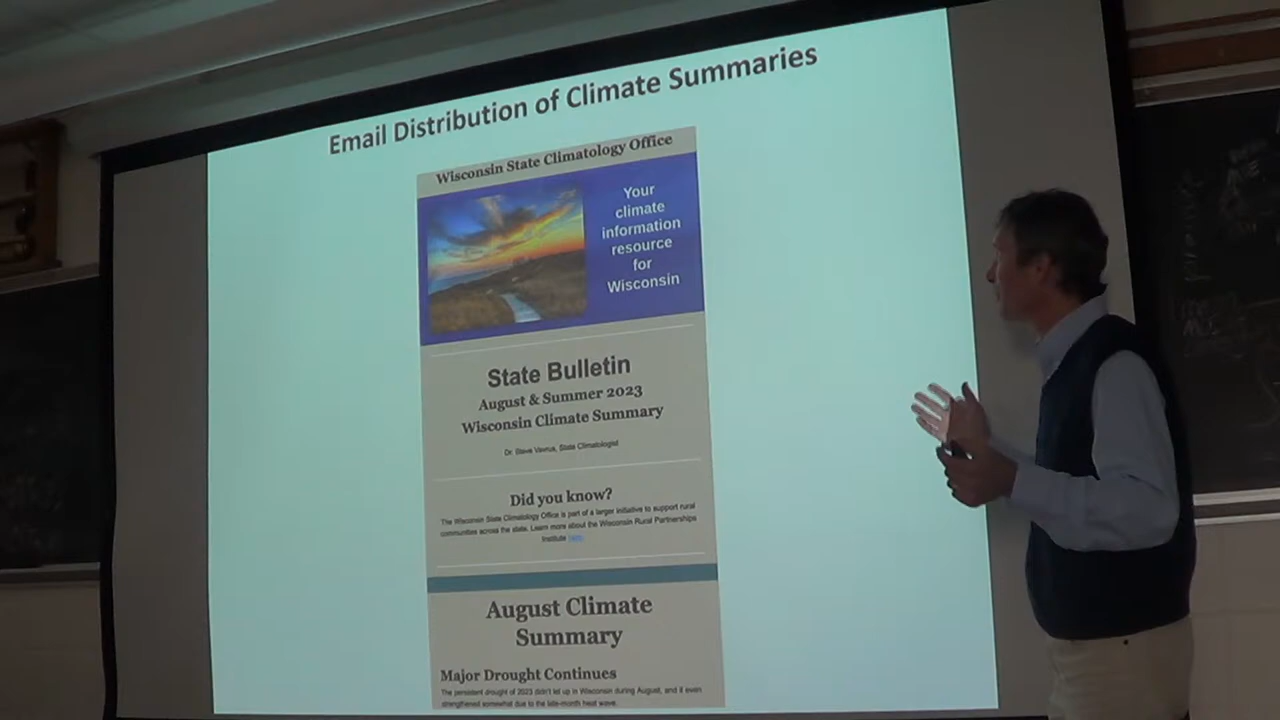 Email Distribution of Climate Summaries
Wisconsin State Climatology Office
Your
climate
information
resource
for
Wisconsin
State Bulletin
August & Summer 2023
Wisconsin Climate Summary
Dr. Steve Vavrus, State Climatologist
Did you know?
The Wisconsin State Climatology Office is part of a larger initiative to support rural
communities across the state. Learn more about the Wisconsin Rural Partnerships
Institute here.
August Climate
Summary
Major Drought Continues
The persistent drought of 2023 didn't let up in Wisconsin during August, and it even
strengthened somewhat due to the late-month heat wave.